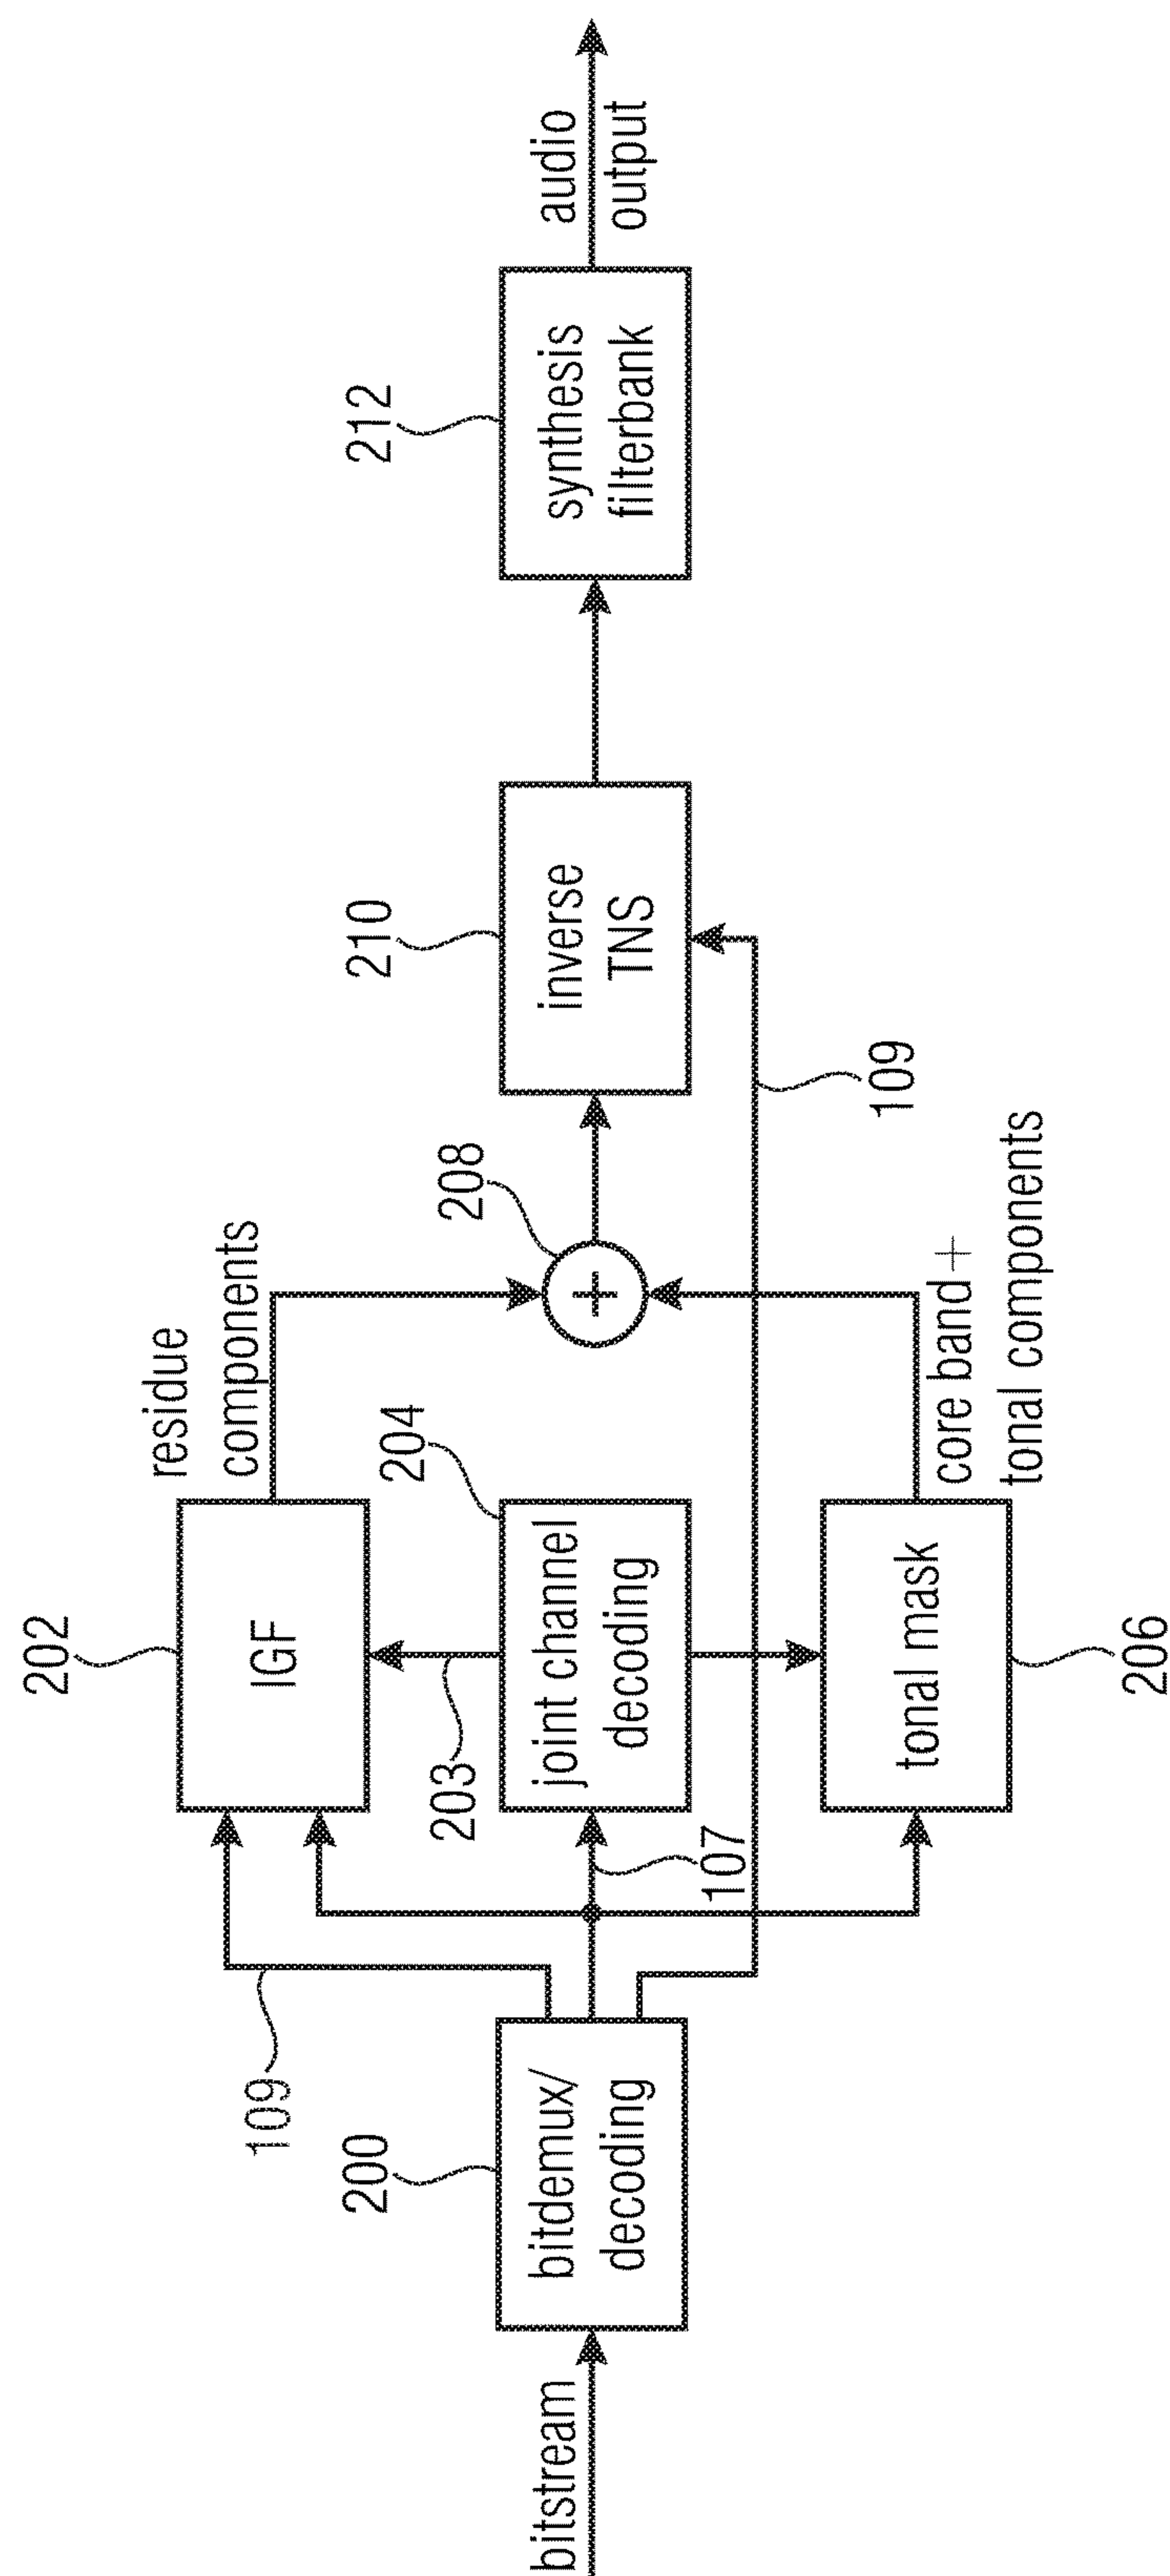 bitstream
200
bitdemux/
decoding
109
107
202
IGF
203
204
joint channel
decoding
206
tonal mask
residue
components
core band+
tonal components
208
+
109
210
inverse
TNS
212
synthesis
filterbank
audio
output